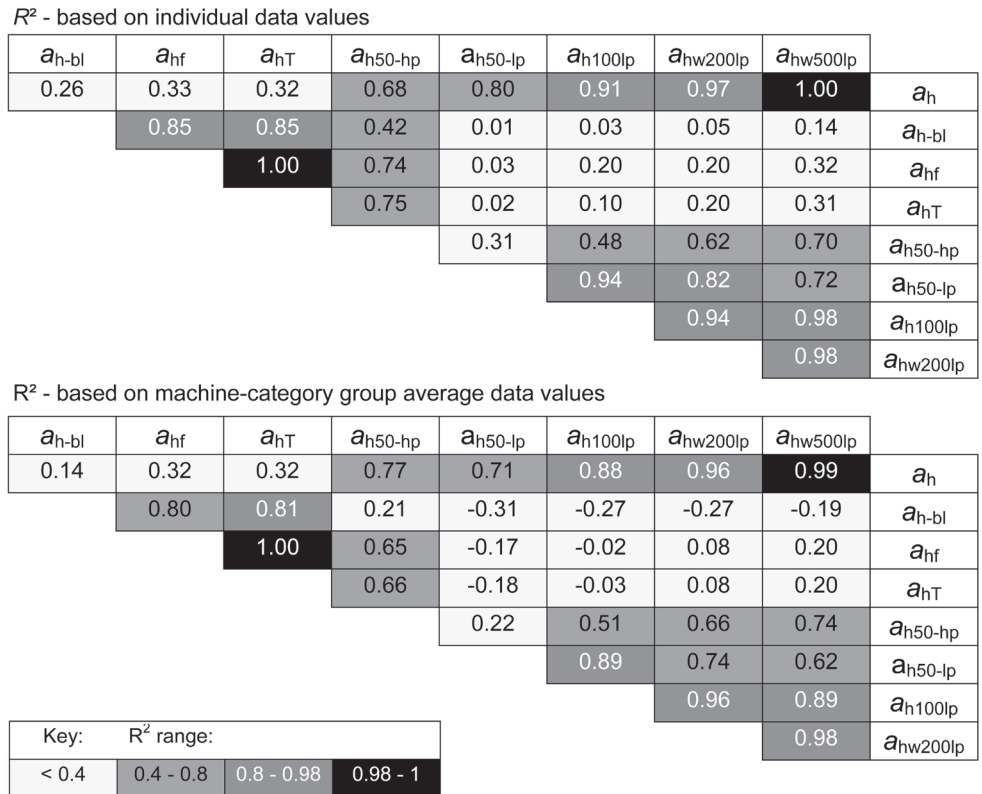 R² - based on individual data values
ah-bl ahf ahT ah50-hp ah50-lp ah100lp ahw200lp ahw500lp
0.26 0.33 0.32 0.68 0.80 0.91 0.97 1.00 ah
0.85 0.85 0.42 0.01 0.03 0.05 0.14 ah-bl
1.00 0.74 0.03 0.20 0.20 0.32 ahf
0.75 0.02 0.10 0.20 0.31 ahT
0.31 0.48 0.62 0.70 ah50-hp
0.94 0.82 0.72 ah50-lp
0.94 0.98 ah100lp
0.98 ahw200lp
R² - based on machine-category group average data values
ah-bl ahf ahT ah50-hp ah50-lp ah100lp ahw200lp ahw500lp
0.14 0.32 0.32 0.77 0.71 0.88 0.96 0.99 ah
0.80 0.81 0.21 -0.31 -0.27 -0.27 -0.19 ah-bl
1.00 0.65 -0.17 -0.02 0.08 0.20 ahf
0.66 -0.18 -0.03 0.08 0.20 ahT
0.22 0.51 0.66 0.74 ah50-hp
0.89 0.74 0.62 ah50-lp
0.96 0.89 ah100lp
0.98 ahw200lp
Key: R² range:
< 0.4 0.4 - 0.8 0.8 - 0.98 0.98 - 1